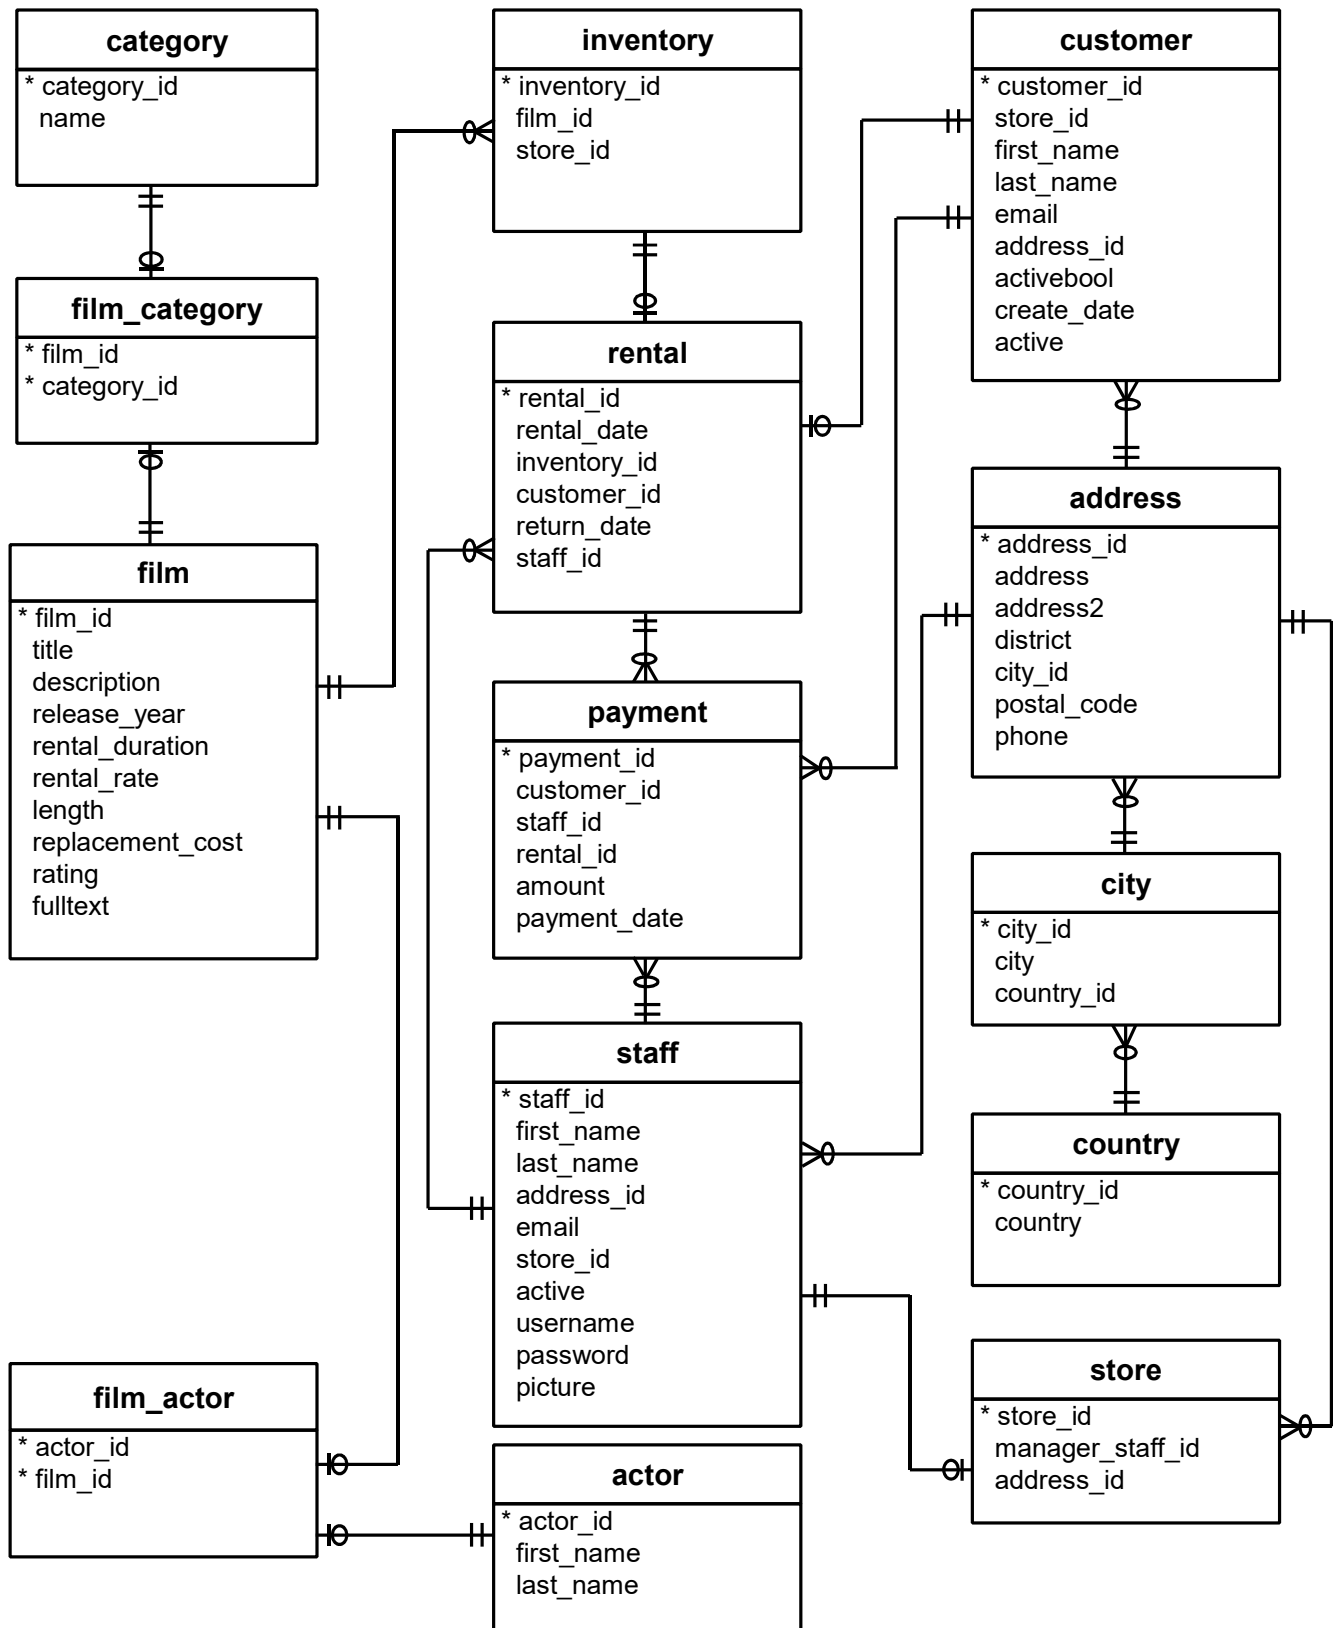 category
* category_id
name
film_category
* film_id
* category_id
film
* film_id
title
description
release_year
rental_duration
rental_rate
length
replacement_cost
rating
fulltext
film_actor
* actor_id
* film_id
inventory
* inventory_id
film_id
store_id
rental
* rental_id
rental_date
inventory_id
customer_id
return_date
staff_id
payment
* payment_id
customer_id
staff_id
rental_id
amount
payment_date
staff
* staff_id
first_name
last_name
address_id
email
store_id
active
username
password
picture
actor
* actor_id
first_name
last_name
customer
* customer_id
store_id
first_name
last_name
email
address_id
activebool
create_date
active
address
* address_id
address
address2
district
city_id
postal_code
phone
city
* city_id
city
country_id
country
* country_id
country
store
* store_id
manager_staff_id
address_id